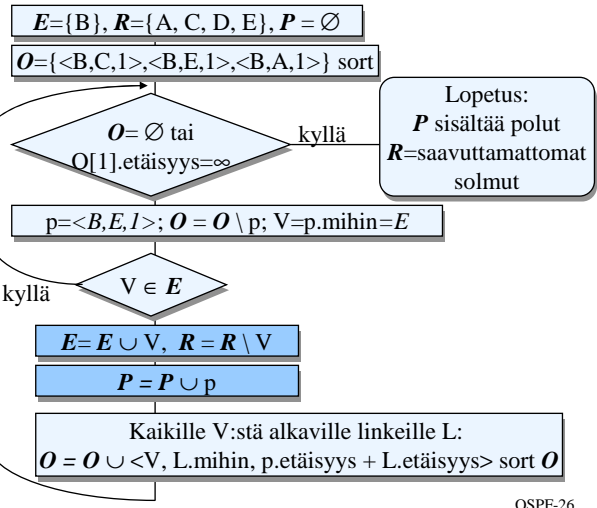 E={B}, R={A, C, D, E}, P = ∅
O={<B,C,1>,<B,E,1>,<B,A,1>} sort
O= ∅ tai
O[1].etäisyys=∞
kyllä
Lopetus:
P sisältää polut
R=saavuttamattomat
solmut
p=<B,E,1>; O = O \ p; V=p.mihin=E
V ∈ E
kyllä
E= E ∪ V, R = R \ V
P = P ∪ p
Kaikille V:stä alkaville linkeille L:
O = O ∪ <V, L.mihin, p.etäisyys + L.etäisyys> sort O
OSPF-26